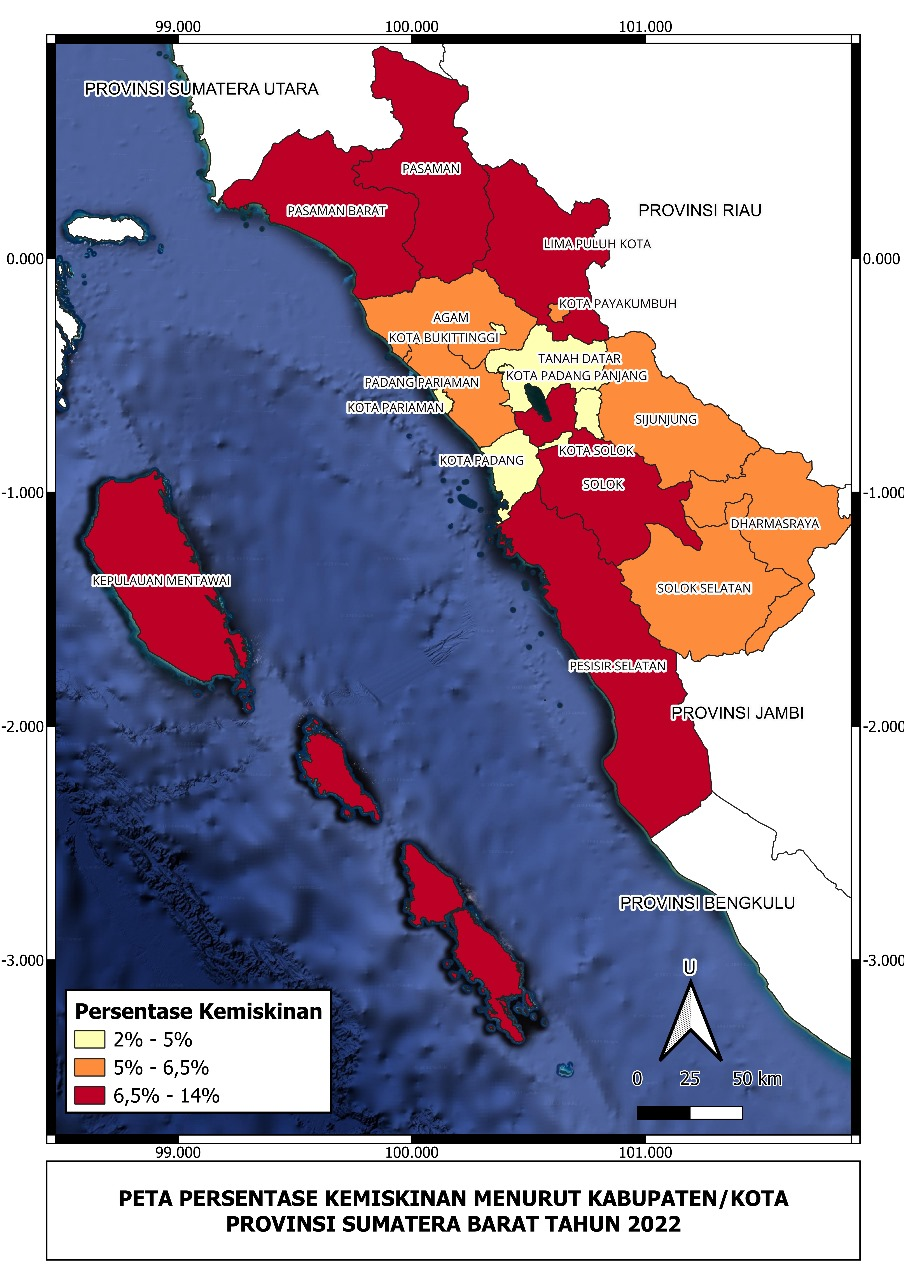 99.000 100.000 101.000
PROVINSI SUMATERA UTARA
PASAMAN
PASAMAN BARAT
PROVINSI RIAU
LIMA PULUH KOTA
0.000 0.000
KOTA PAYAKUMBUH
AGAM
KOTA BUKITTINGGI
TANAH DATAR
KOTA PADANG PANJANG
PADANG PARIAMAN
KOTA PARIAMAN
SIJUNJUNG
KOTA SOLOK
KOTA PADANG
SOLOK
-1.000 -1.000
DHARMASRAYA
KEPULAUAN MENTAWAI
SOLOK SELATAN
PESISIR SELATAN
PROVINSI JAMBI
-2.000 -2.000
PROVINSI BENGKULU
-3.000 -3.000
U
Persentase Kemiskinan
2% - 5%
5% - 6,5%
6,5% - 14%
0 25 50 km
99.000 100.000 101.000
PETA PERSENTASE KEMISKINAN MENURUT KABUPATEN/KOTA
PROVINSI SUMATERA BARAT TAHUN 2022